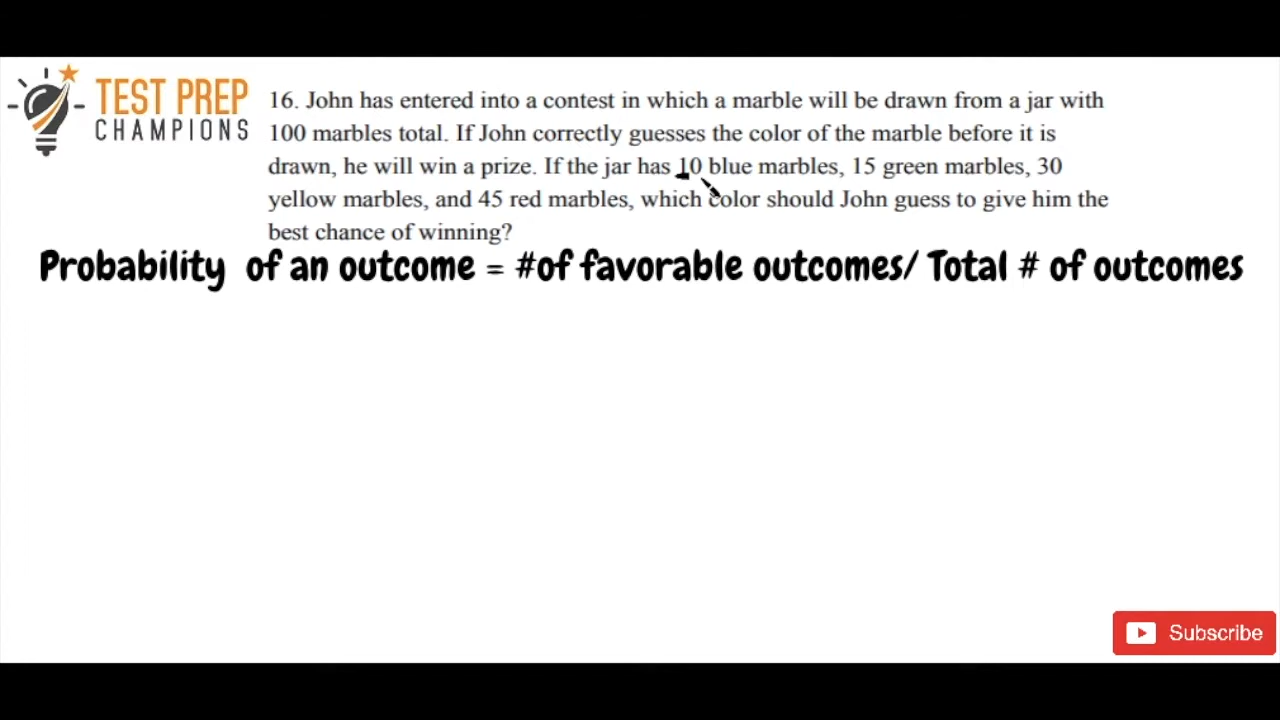 TEST PREP
CHAMPIONS
16. John has entered into a contest in which a marble will be drawn from a jar with
100 marbles total. If John correctly guesses the color of the marble before it is
drawn, he will win a prize. If the jar has 10 blue marbles, 15 green marbles, 30
yellow marbles, and 45 red marbles, which color should John guess to give him the
best chance of winning?
Probability of an outcome = #of favorable outcomes/ Total # of outcomes
Subscribe